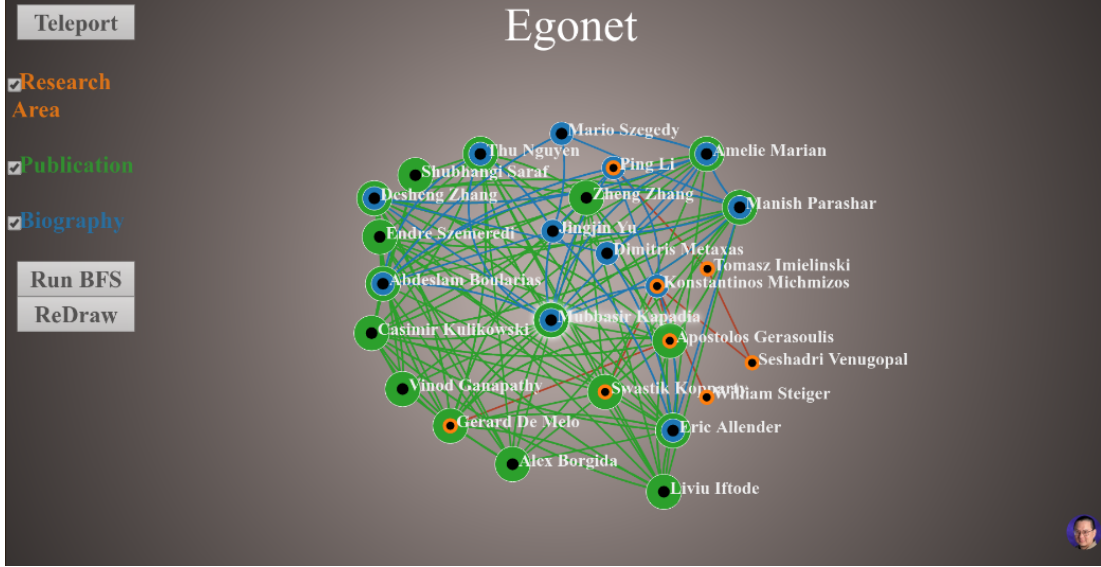 Teleport
Egonet
Research
Area
Publication
Biography
Run BFS
ReDraw
Mario Szegedy
Thu Nguyen
Ping Li
Amelie Marian
Shubhangi Saraf
Desheng Zhang
Zheng Zhang
Manish Parashar
Endre Szemeredi
Jingjin Yu
Dimitris Metaxas
Tomasz Imielinski
Abdeslam Boularias
Konstantinos Michmizos
Mubbasir Kapadia
Casimir Kulikowski
Apostolos Gerasoulis
Seshadri Venugopal
Vinod Ganapathy
Swastik Kopparty
William Steiger
Gerard De Melo
Eric Allender
Alex Borgida
Liviu Iftode